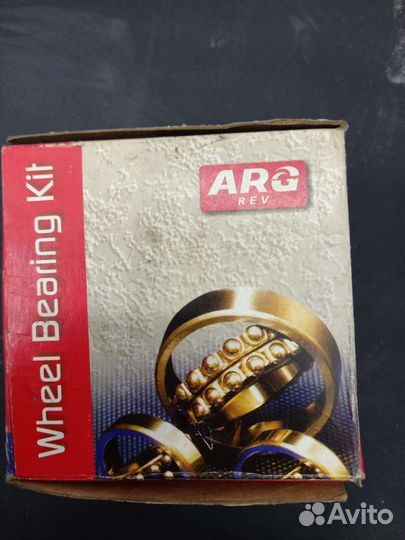 ARG
REV
Wheel Bearing Kit
Avito